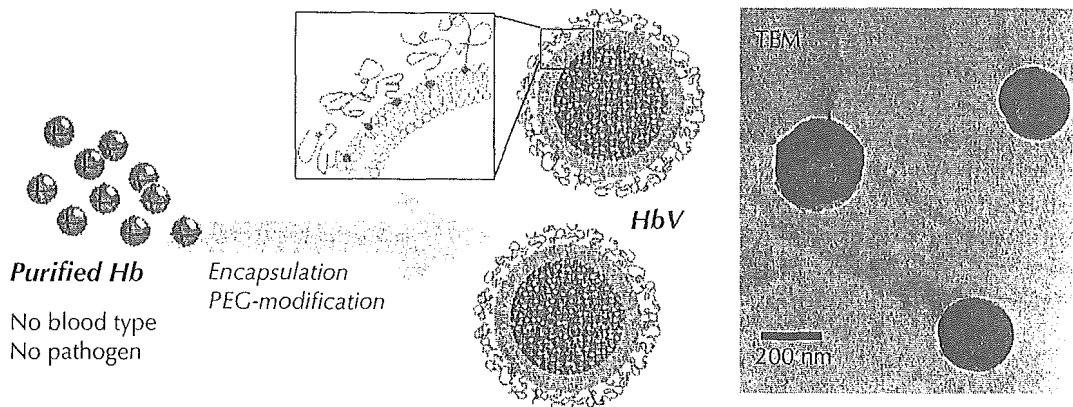 TEM
HbV
Purified Hb
Encapsulation
PEG-modification
No blood type
No pathogen
200 nm